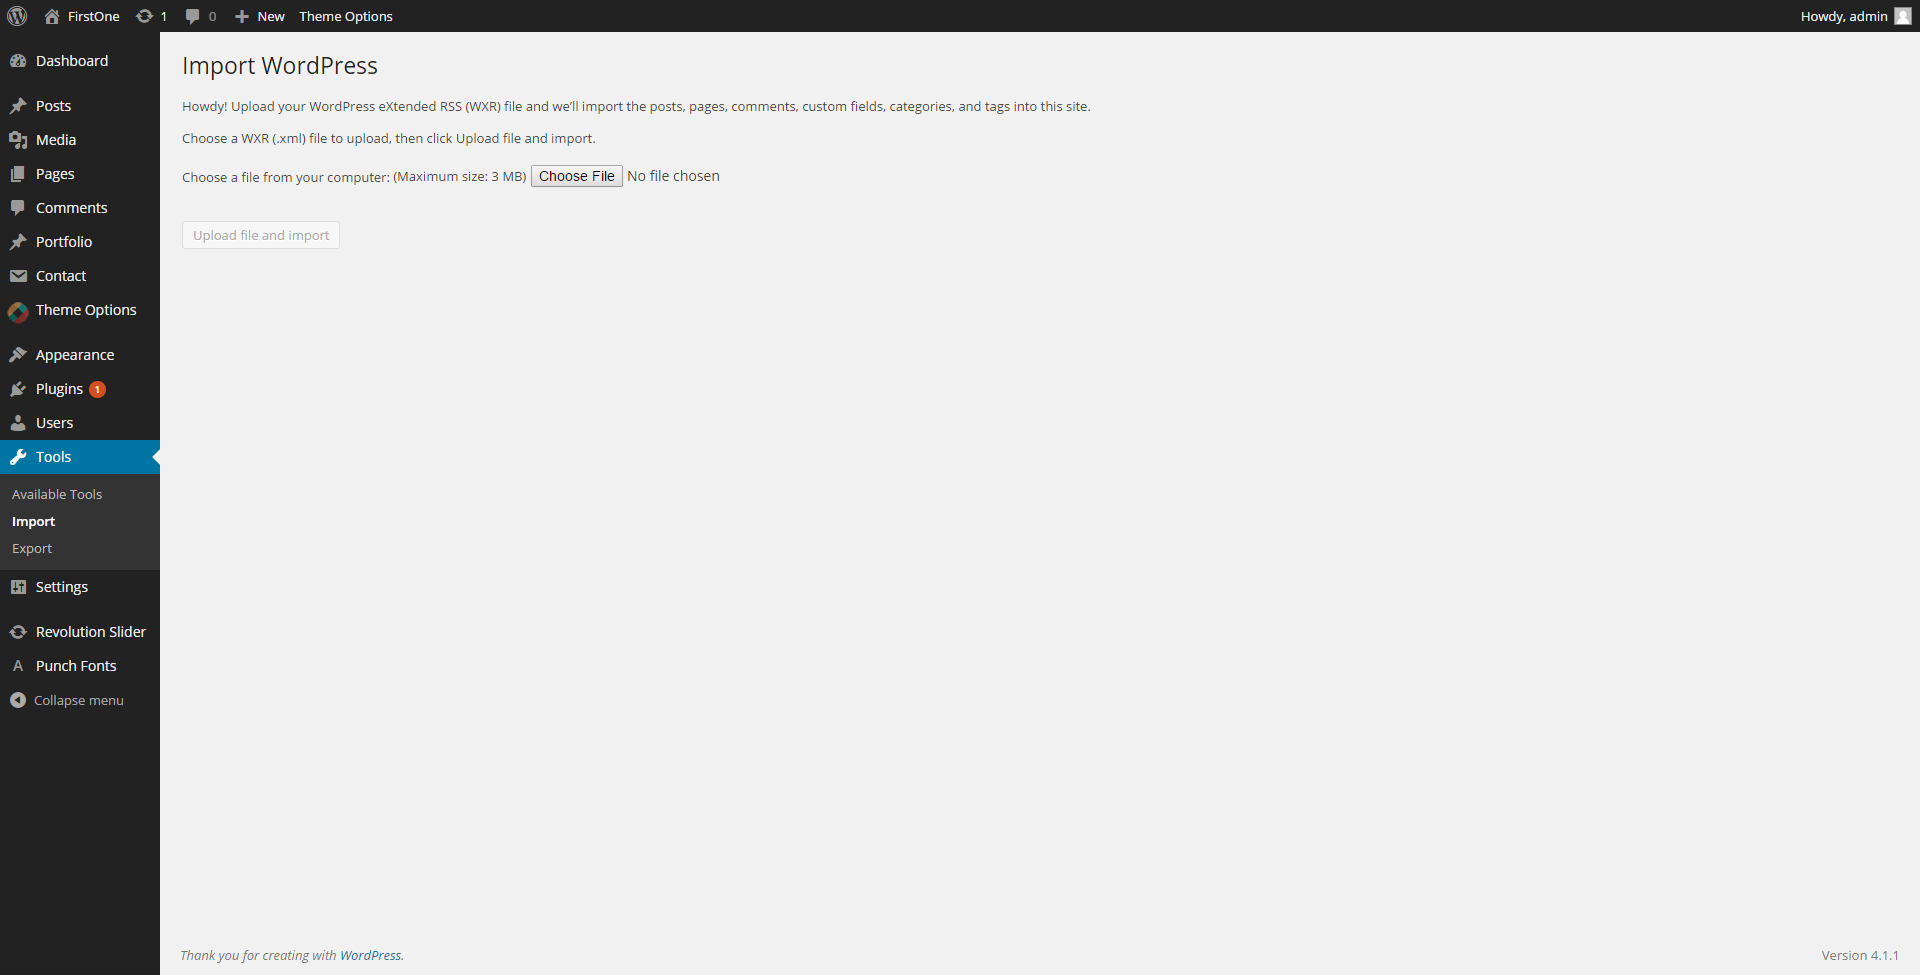 FirstOne 1 0 New Theme Options Howdy, admin
Dashboard
Posts
Media
Pages
Comments
Portfolio
Contact
Theme Options
Appearance
Plugins 1
Users
Tools
Available Tools
Import
Export
Settings
Revolution Slider
A Punch Fonts
Collapse menu
Import WordPress
Howdy! Upload your WordPress eXtended RSS (WXR) file and we’ll import the posts, pages, comments, custom fields, categories, and tags into this site.
Choose a WXR (.xml) file to upload, then click Upload file and import.
Choose a file from your computer: (Maximum size: 3 MB) Choose File No file chosen
Upload file and import
Thank you for creating with WordPress. Version 4.1.1